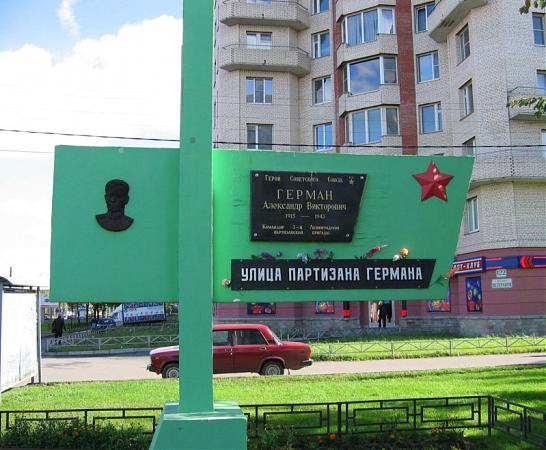 Герой Советского Союза
ГЕРМАН
Александр Викторович
1915 — 1943
Командир 3-й Ленинградской
партизанской бригады
УЛИЦА ПАРТИЗАНА ГЕРМАНА